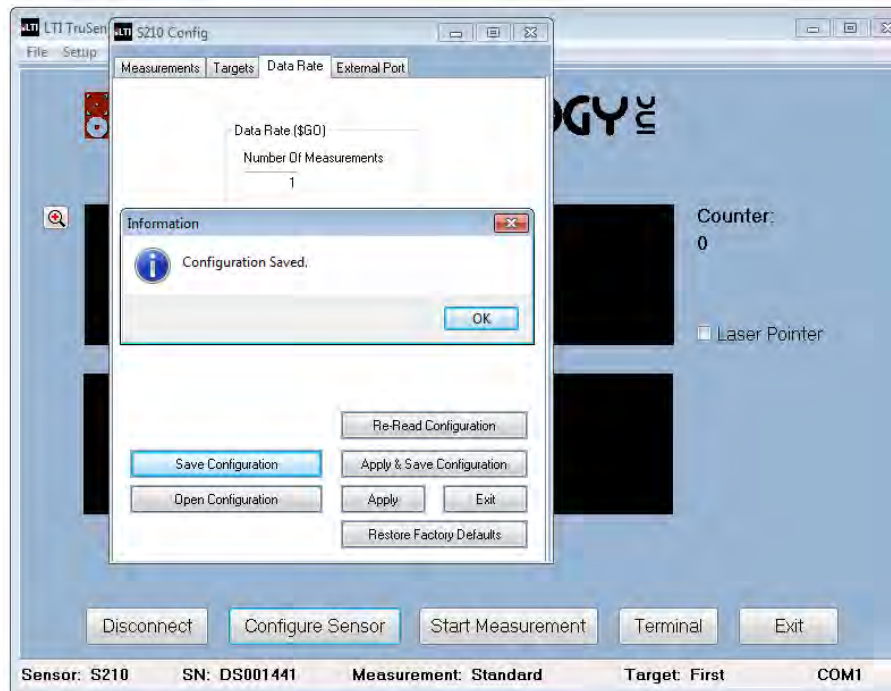 LTI TruSen
File Setup
LTI S210 Config
Measurements Targets Data Rate External Port
OGY INC
Data Rate ($GO)
Number Of Measurements
1
Information
Configuration Saved.
OK
Counter:
0
Laser Pointer
Re-Read Configuration
Save Configuration Apply & Save Configuration
Open Configuration Apply Exit
Restore Factory Defaults
Disconnect Configure Sensor Start Measurement Terminal Exit
Sensor: S210 SN: DS001441 Measurement: Standard Target: First COM1